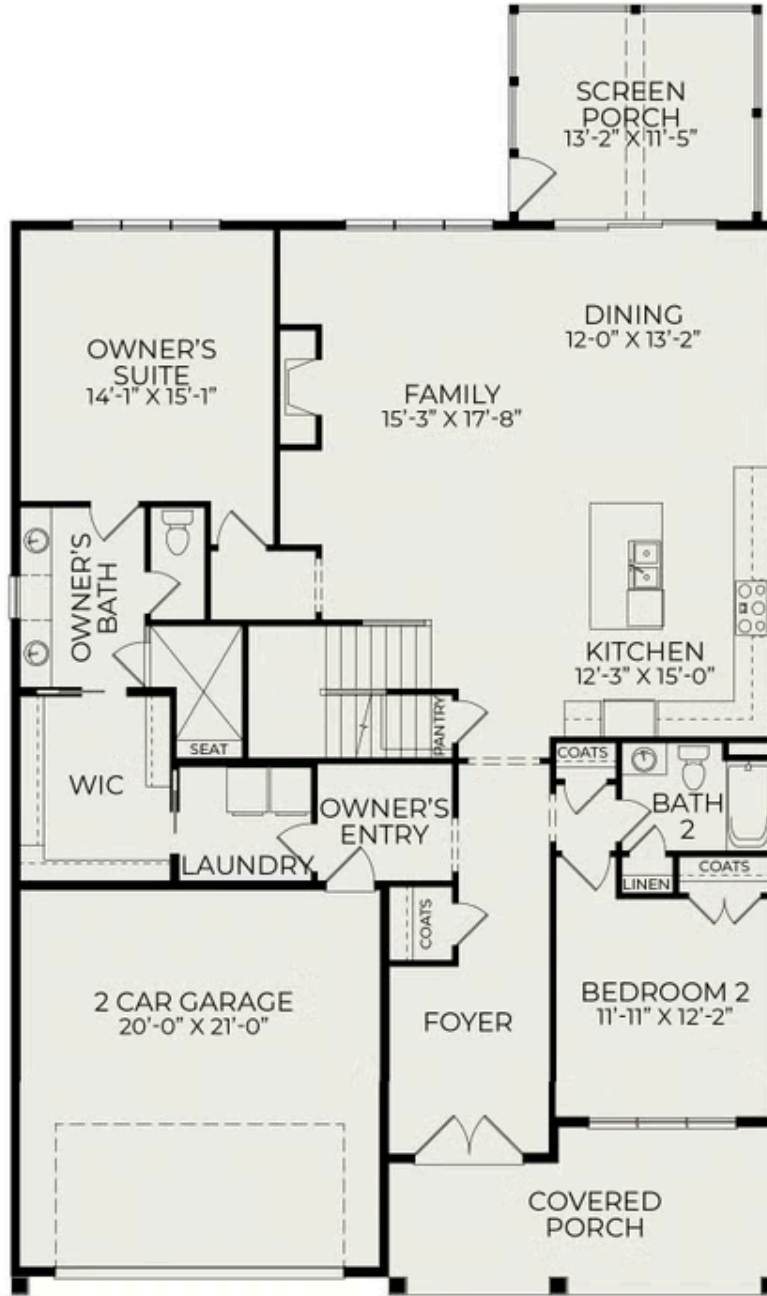 SCREEN
PORCH
13'-2" X 11'-5"
DINING
12-0" X 13'-2"
OWNER'S
SUITE
14'-1" X 15'-1"
FAMILY
15'-3" X 17'-8"
OWNER'S
BATH
KITCHEN
12'-3" X 15'-0"
PANTRY
SEAT
COATS
WIC
OWNER'S
ENTRY
BATH
2
LAUNDRY
COATS
LINEN
COATS
2 CAR GARAGE
20'-0" X 21'-0"
FOYER
BEDROOM 2
11'-11" X 12'-2"
COVERED
PORCH